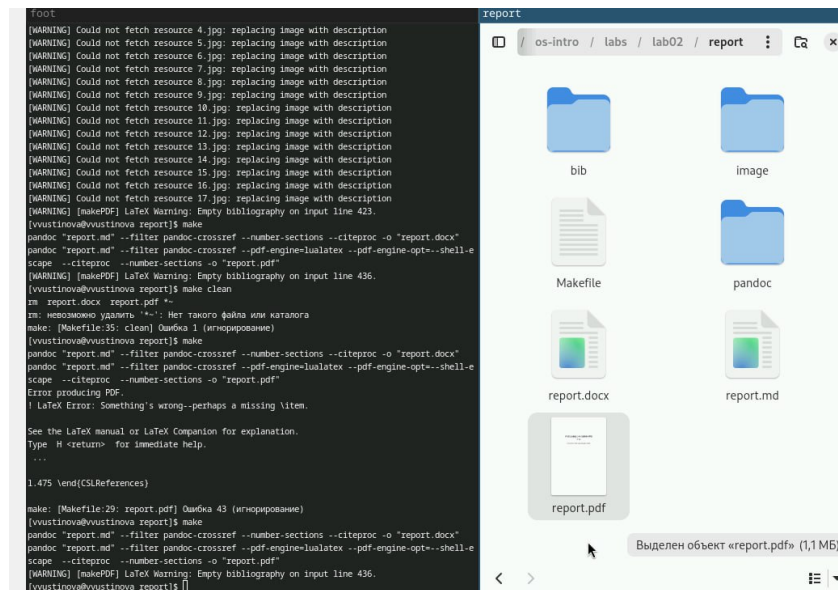 foot
[WARNING] Could not fetch resource 4.jpg: replacing image with description
[WARNING] Could not fetch resource 5.jpg: replacing image with description
[WARNING] Could not fetch resource 6.jpg: replacing image with description
[WARNING] Could not fetch resource 7.jpg: replacing image with description
[WARNING] Could not fetch resource 8.jpg: replacing image with description
[WARNING] Could not fetch resource 9.jpg: replacing image with description
[WARNING] Could not fetch resource 10.jpg: replacing image with description
[WARNING] Could not fetch resource 11.jpg: replacing image with description
[WARNING] Could not fetch resource 12.jpg: replacing image with description
[WARNING] Could not fetch resource 13.jpg: replacing image with description
[WARNING] Could not fetch resource 14.jpg: replacing image with description
[WARNING] Could not fetch resource 15.jpg: replacing image with description
[WARNING] Could not fetch resource 16.jpg: replacing image with description
[WARNING] Could not fetch resource 17.jpg: replacing image with description
[WARNING] [makePDF] LaTeX Warning: Empty bibliography on input line 423.
[vvustinova@vvustinova report]$ make
pandoc "report.md" --filter pandoc-crossref --number-sections --citeproc -o "report.docx"
pandoc "report.md" --filter pandoc-crossref --pdf-engine=lualatex --pdf-engine-opt=--shell-e
scape --citeproc --number-sections -o "report.pdf"
[WARNING] [makePDF] LaTeX Warning: Empty bibliography on input line 436.
[vvustinova@vvustinova report]$ make clean
rm report.docx report.pdf *~
rm: невозможно удалить '*~': Нет такого файла или каталога
make: [Makefile:35: clean] Ошибка 1 (игнорирование)
[vvustinova@vvustinova report]$ make
pandoc "report.md" --filter pandoc-crossref --number-sections --citeproc -o "report.docx"
pandoc "report.md" --filter pandoc-crossref --pdf-engine=lualatex --pdf-engine-opt=--shell-e
scape --citeproc --number-sections -o "report.pdf"
Error producing PDF.
! LaTeX Error: Something's wrong--perhaps a missing \item.
See the LaTeX manual or LaTeX Companion for explanation.
Type H <return> for immediate help.
...
l.475 \end{CSLReferences}
make: [Makefile:29: report.pdf] Ошибка 43 (игнорирование)
[vvustinova@vvustinova report]$ make
pandoc "report.md" --filter pandoc-crossref --number-sections --citeproc -o "report.docx"
pandoc "report.md" --filter pandoc-crossref --pdf-engine=lualatex --pdf-engine-opt=--shell-e
scape --citeproc --number-sections -o "report.pdf"
[WARNING] [makePDF] LaTeX Warning: Empty bibliography on input line 436.
[vvustinova@vvustinova report]$
report
/ os-intro / labs / lab02 / report
bib
image
Makefile
pandoc
report.docx
report.md
report.pdf
Выделен объект «report.pdf» (1,1 МБ)